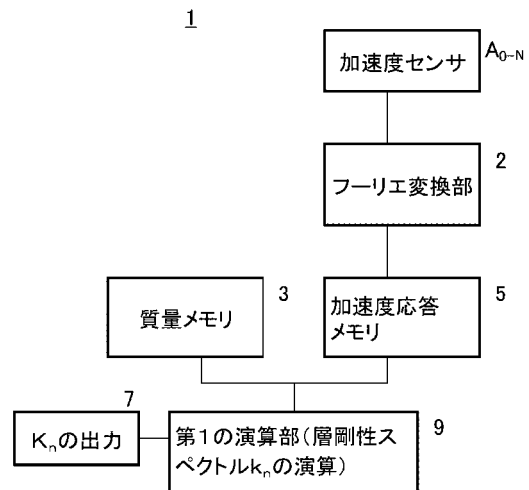 1
加速度センサ
A0~N
フーリエ変換部
2
質量メモリ
3
加速度応答
メモリ
5
Knの出力
7
第1の演算部(層剛性ス
ペクトルknの演算)
9